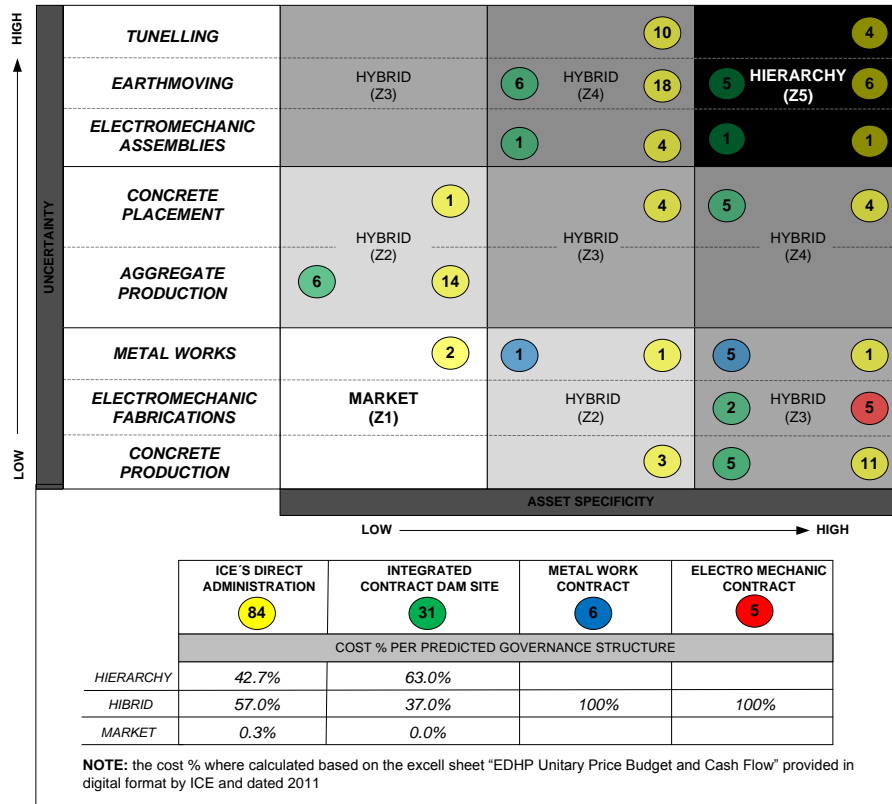 HIGH
UNCERTAINTY
LOW
TUNELLING
10
4
EARTHMOVING
HYBRID
(Z3)
6
HYBRID
(Z4)
18
5
HIERARCHY
(Z5)
6
ELECTROMECHANIC
ASSEMBLIES
1
4
1
1
CONCRETE
PLACEMENT
1
4
5
4
HYBRID
(Z2)
HYBRID
(Z3)
HYBRID
(Z4)
AGGREGATE
PRODUCTION
6
14
METAL WORKS
2
1
1
5
1
ELECTROMECHANIC
FABRICATIONS
MARKET
(Z1)
HYBRID
(Z2)
2
HYBRID
(Z3)
5
CONCRETE
PRODUCTION
3
5
11
ASSET SPECIFICITY
LOW
HIGH
ICE´S DIRECT
ADMINISTRATION
84
INTEGRATED
CONTRACT DAM SITE
31
METAL WORK
CONTRACT
6
ELECTRO MECHANIC
CONTRACT
5
COST % PER PREDICTED GOVERNANCE STRUCTURE
HIERARCHY 42.7% 63.0%
HIBRID 57.0% 37.0% 100% 100%
MARKET 0.3% 0.0%
NOTE: the cost % where calculated based on the excell sheet “EDHP Unitary Price Budget and Cash Flow” provided in
digital format by ICE and dated 2011